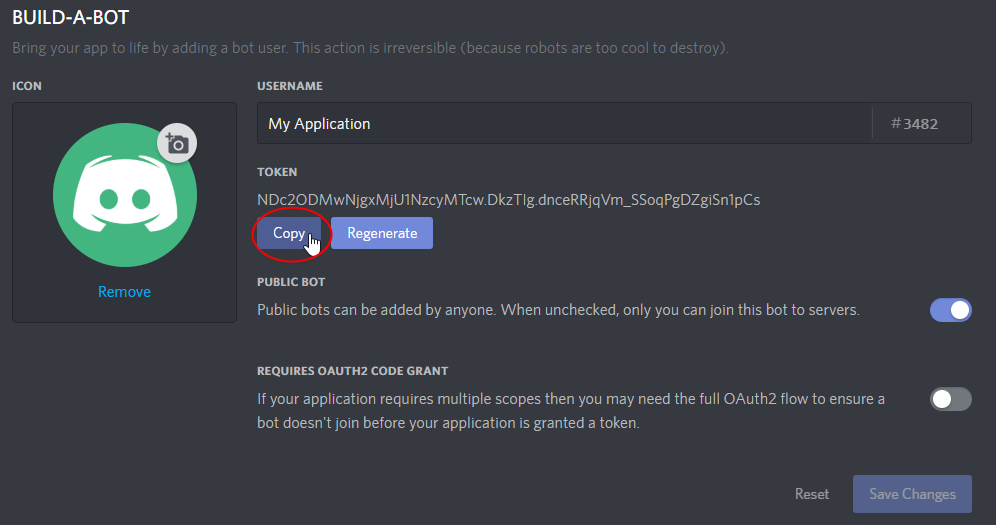 BUILD-A-BOT
Bring your app to life by adding a bot user. This action is irreversible (because robots are too cool to destroy).
ICON
USERNAME
My Application
#3482
TOKEN
NDc2ODMwNjgxMjU1NzcyMTcw.DkzTIg.dnceRRjqVm_SSoqPgDZgiSn1pCs
Copy
Regenerate
Remove
PUBLIC BOT
Public bots can be added by anyone. When unchecked, only you can join this bot to servers.
REQUIRES OAUTH2 CODE GRANT
If your application requires multiple scopes then you may need the full OAuth2 flow to ensure a
bot doesn't join before your application is granted a token.
Reset
Save Changes